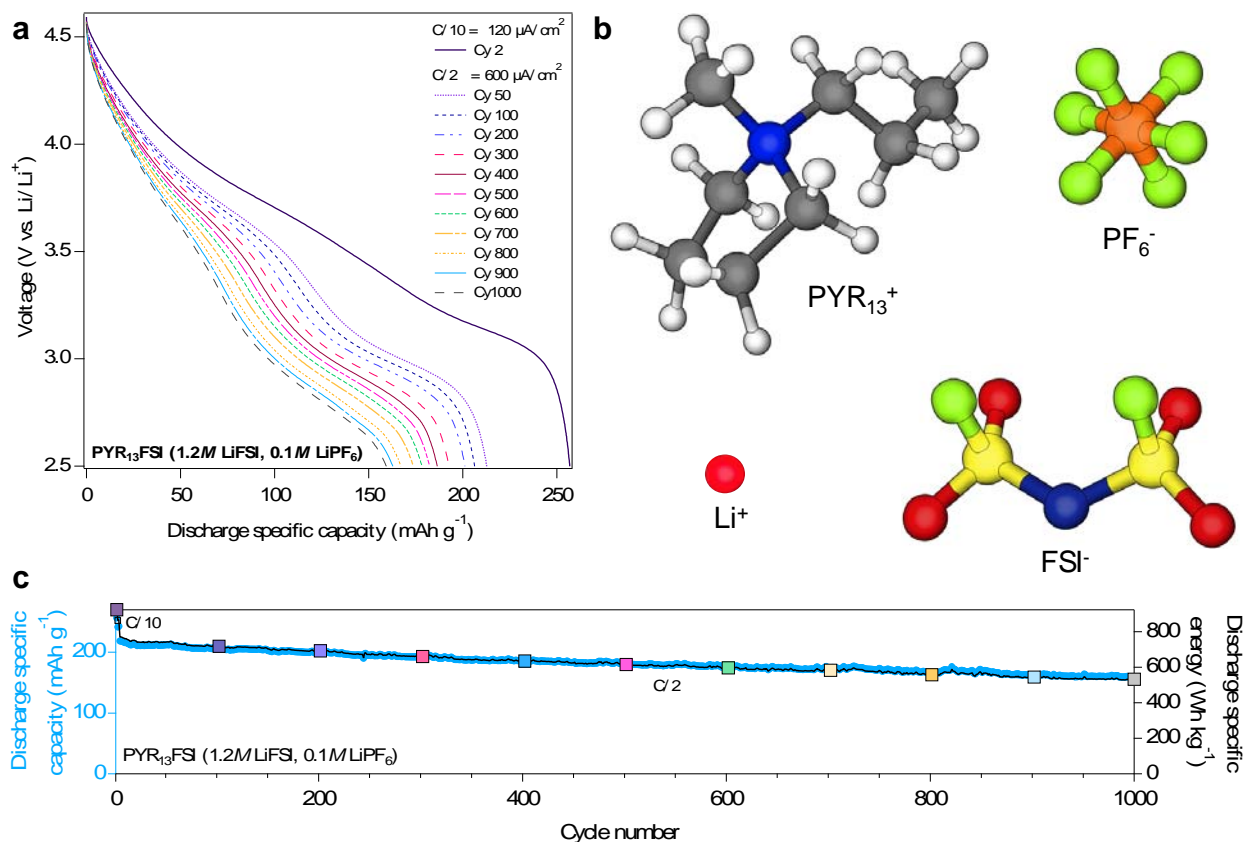 a
C/10 = 120 µA/cm²
Cy 2
C/2 = 600 µA/cm²
Cy 50
Cy 100
Cy 200
Cy 300
Cy 400
Cy 500
Cy 600
Cy 700
Cy 800
Cy 900
Cy1000
4.5
4.0
3.5
3.0
2.5
Voltage (V vs Li/Li⁺)
PYR₁₃FSI (1.2M LiFSI, 0.1M LiPF₆)
0 50 100 150 200 250
Discharge specific capacity (mAh g⁻¹)
b
PYR₁₃⁺
PF₆⁻
Li⁺
FSI⁻
c
Discharge specific
capacity (mAh g⁻¹)
200
100
0
C/10
C/2
PYR₁₃FSI (1.2M LiFSI, 0.1M LiPF₆)
800
600
400
200
0
Discharge specific
energy (Wh kg⁻¹)
0 200 400 600 800 1000
Cycle number